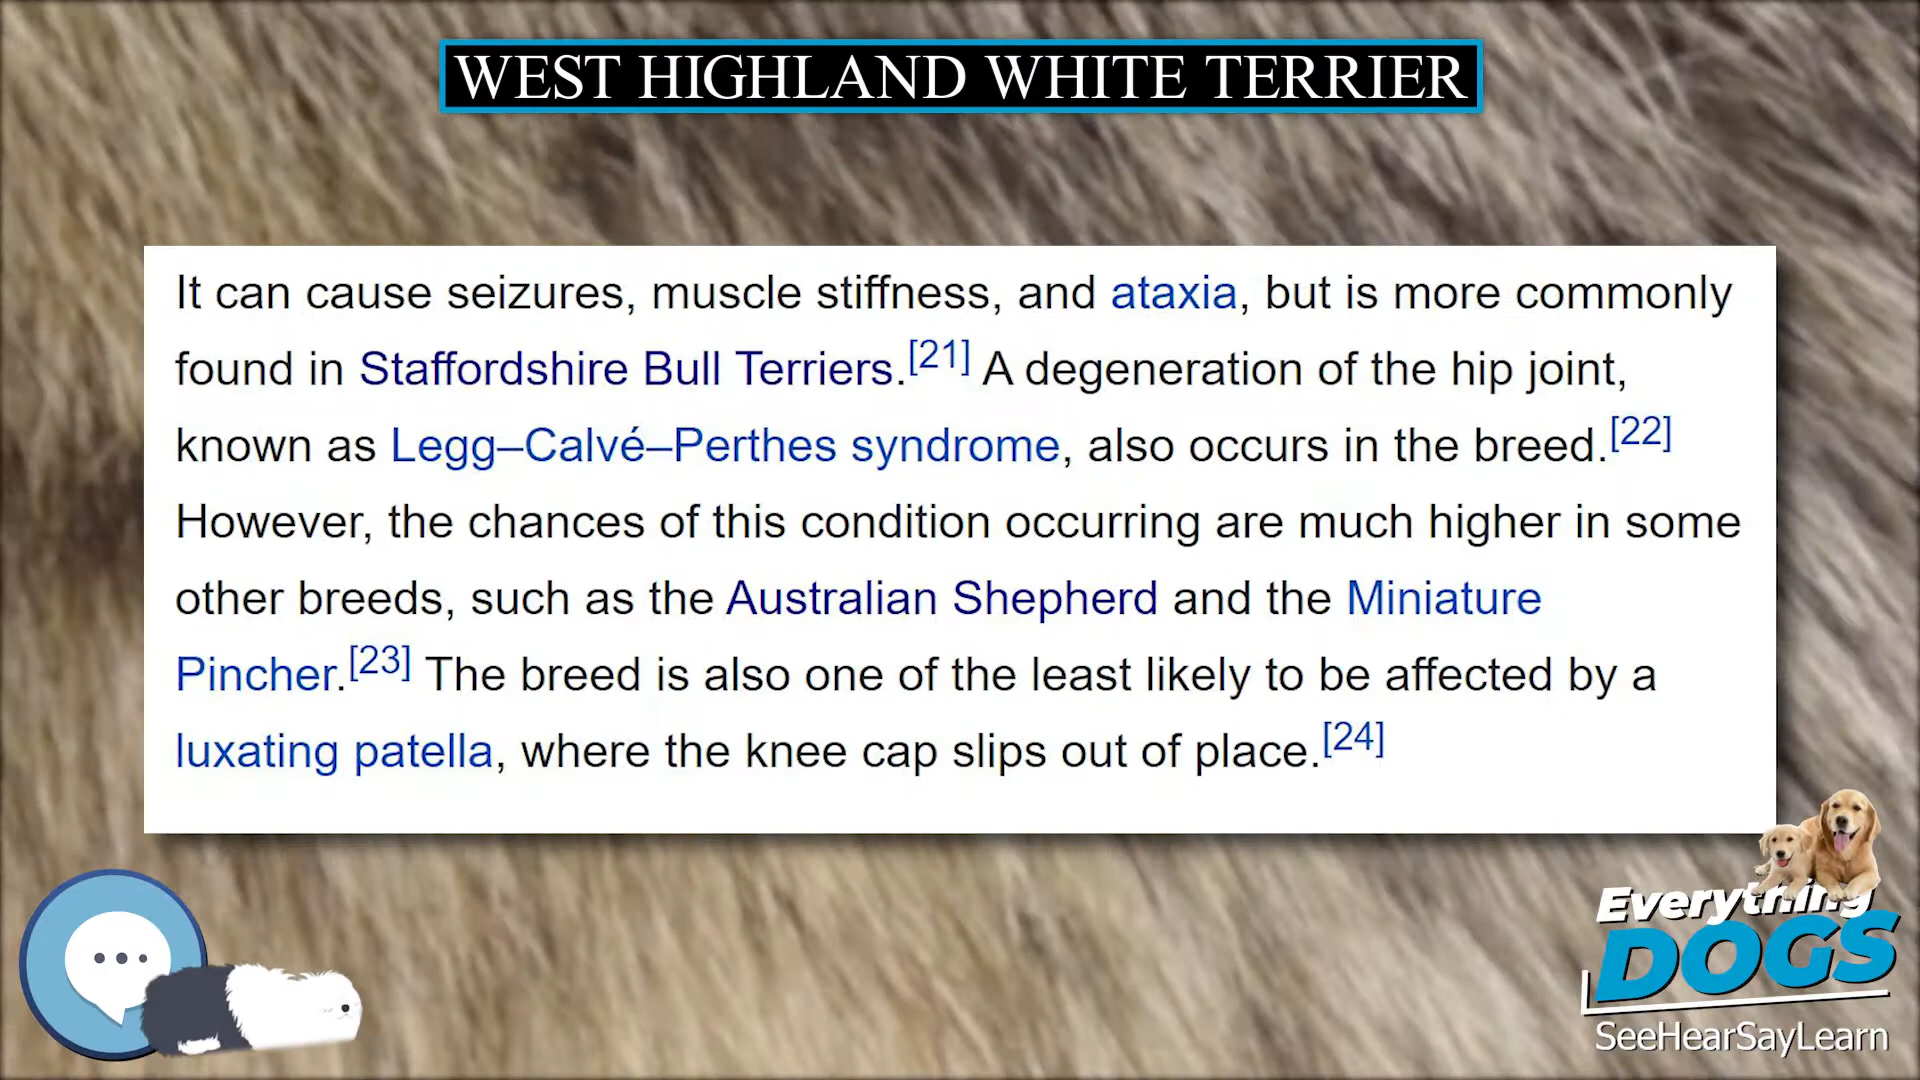 WEST HIGHLAND WHITE TERRIER
It can cause seizures, muscle stiffness, and ataxia, but is more commonly
found in Staffordshire Bull Terriers.[21] A degeneration of the hip joint,
known as Legg–Calvé–Perthes syndrome, also occurs in the breed.[22]
However, the chances of this condition occurring are much higher in some
other breeds, such as the Australian Shepherd and the Miniature
Pincher.[23] The breed is also one of the least likely to be affected by a
luxating patella, where the knee cap slips out of place.[24]
Everything
DOGS
SeeHearSayLearn